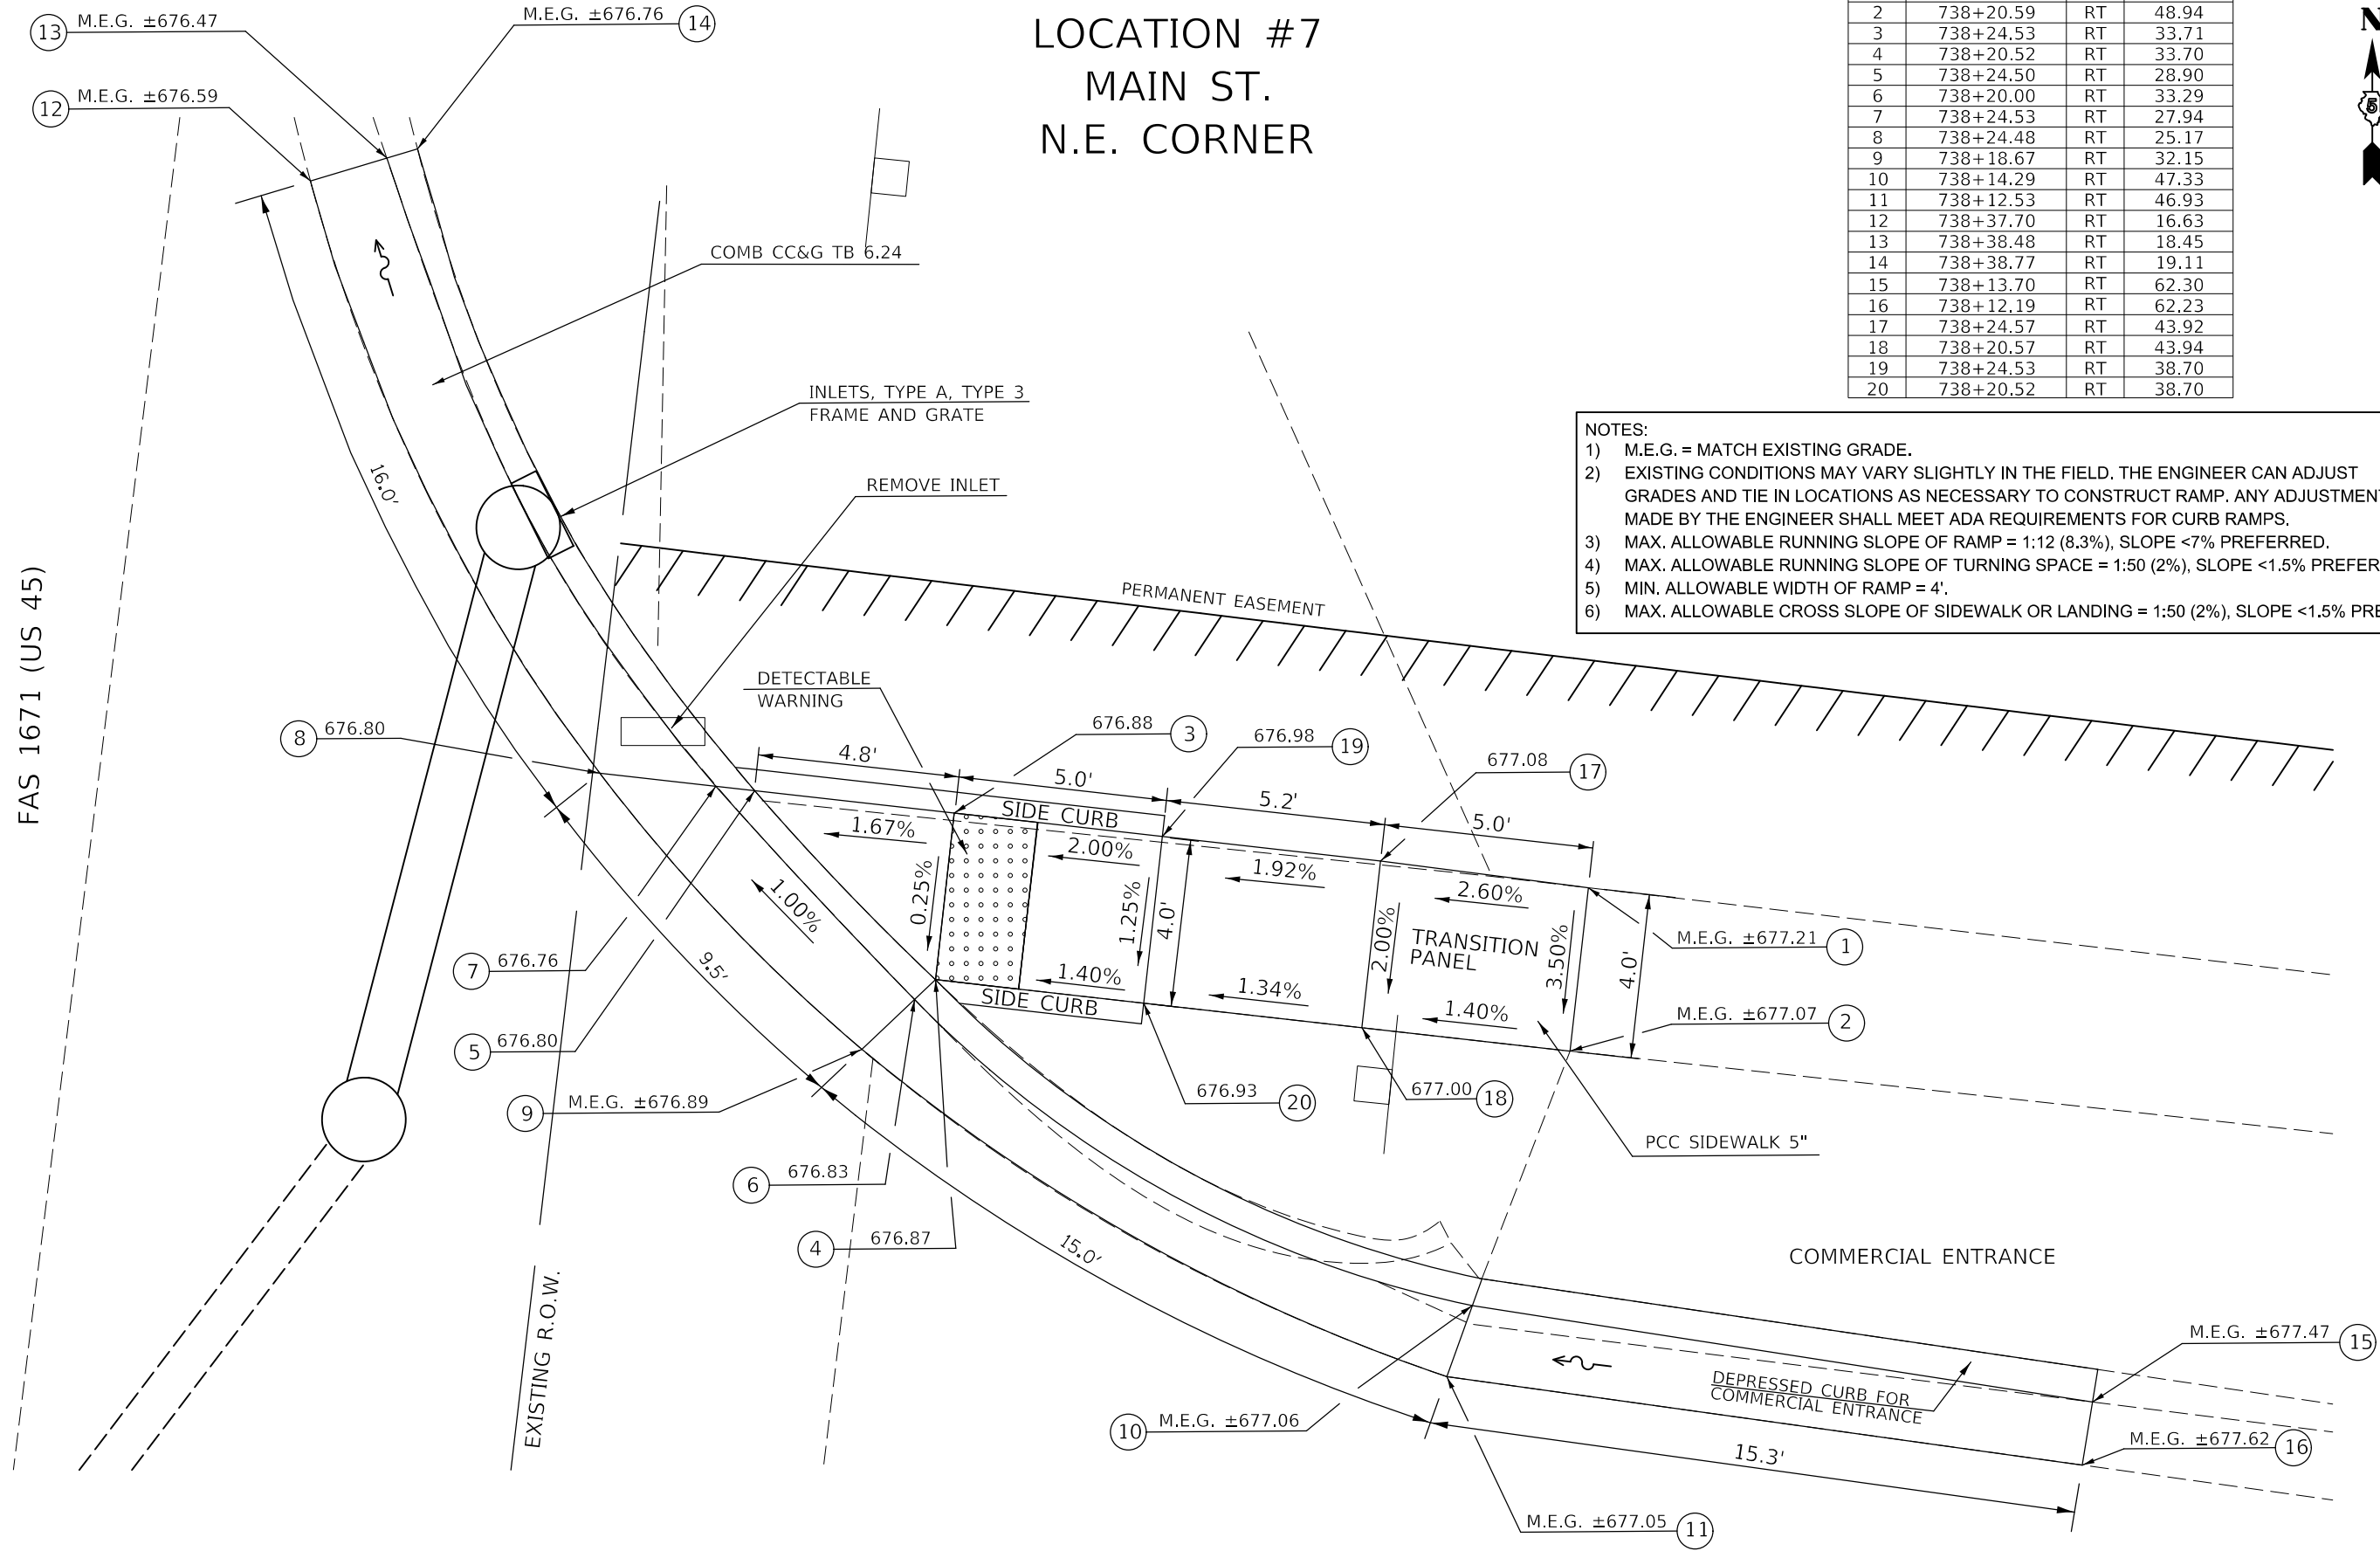 LOCATION #7
MAIN ST.
N.E. CORNER
13 M.E.G. ±676.47
M.E.G. ±676.76 14
12 M.E.G. ±676.59
2 738+20.59 RT 48.94
3 738+24.53 RT 33.71
4 738+20.52 RT 33.70
5 738+24.50 RT 28.90
6 738+20.00 RT 33.29
7 738+24.53 RT 27.94
8 738+24.48 RT 25.17
9 738+18.67 RT 32.15
10 738+14.29 RT 47.33
11 738+12.53 RT 46.93
12 738+37.70 RT 16.63
13 738+38.48 RT 18.45
14 738+38.77 RT 19.11
15 738+13.70 RT 62.30
16 738+12.19 RT 62.23
17 738+24.57 RT 43.92
18 738+20.57 RT 43.94
19 738+24.53 RT 38.70
20 738+20.52 RT 38.70
N
5
NOTES:
1) M.E.G. = MATCH EXISTING GRADE.
2) EXISTING CONDITIONS MAY VARY SLIGHTLY IN THE FIELD. THE ENGINEER CAN ADJUST
GRADES AND TIE IN LOCATIONS AS NECESSARY TO CONSTRUCT RAMP. ANY ADJUSTMEN
MADE BY THE ENGINEER SHALL MEET ADA REQUIREMENTS FOR CURB RAMPS.
3) MAX. ALLOWABLE RUNNING SLOPE OF RAMP = 1:12 (8.3%), SLOPE <7% PREFERRED.
4) MAX. ALLOWABLE RUNNING SLOPE OF TURNING SPACE = 1:50 (2%), SLOPE <1.5% PREFER
5) MIN. ALLOWABLE WIDTH OF RAMP = 4'.
6) MAX. ALLOWABLE CROSS SLOPE OF SIDEWALK OR LANDING = 1:50 (2%), SLOPE <1.5% PRE
COMB CC&G TB 6.24
INLETS, TYPE A, TYPE 3
FRAME AND GRATE
REMOVE INLET
16.0'
FAS 1671 (US 45)
PERMANENT EASEMENT
DETECTABLE
WARNING
8 676.80
676.88 3
676.98 19
677.08 17
4.8'
5.0'
5.2'
5.0'
SIDE CURB
1.67%
2.00%
1.92%
2.60%
1.00%
0.25%
1.25%
4.0'
2.00%
TRANSITION
PANEL
3.50%
4.0'
M.E.G. ±677.21 1
7 676.76
9.5'
1.40%
1.34%
1.40%
SIDE CURB
M.E.G. ±677.07 2
5 676.80
9 M.E.G. ±676.89
676.93 20
677.00 18
PCC SIDEWALK 5"
6 676.83
4 676.87
15.0'
EXISTING R.O.W.
COMMERCIAL ENTRANCE
M.E.G. ±677.47 15
DEPRESSED CURB FOR
COMMERCIAL ENTRANCE
10 M.E.G. ±677.06
M.E.G. ±677.62 16
15.3'
M.E.G. ±677.05 11